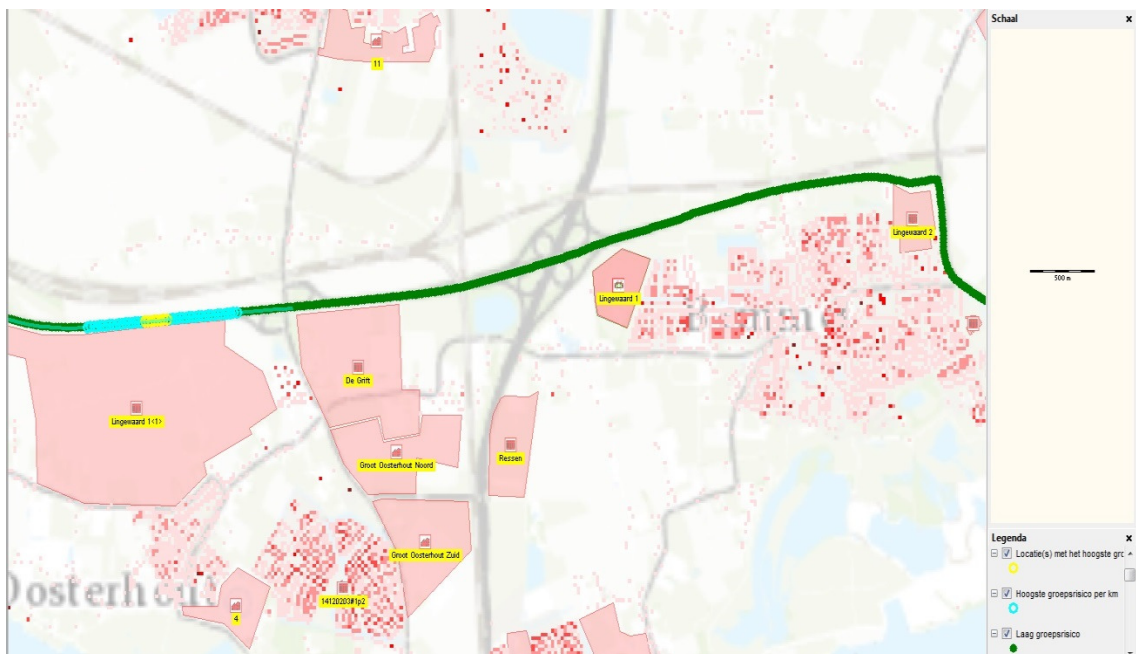 11
Lingewaard 2
Lingewaard 1
De Grift
Lingewaard 1<1>
Groot Oosterhout Noord
Ressen
Groot Oosterhout Zuid
Oosterhout
14120203#1p2
4
Schaal x
500 m
Legenda x
Locatie(s) met het hoogste grc
Hoogste groepsrisico per km
Laag groepsrisico